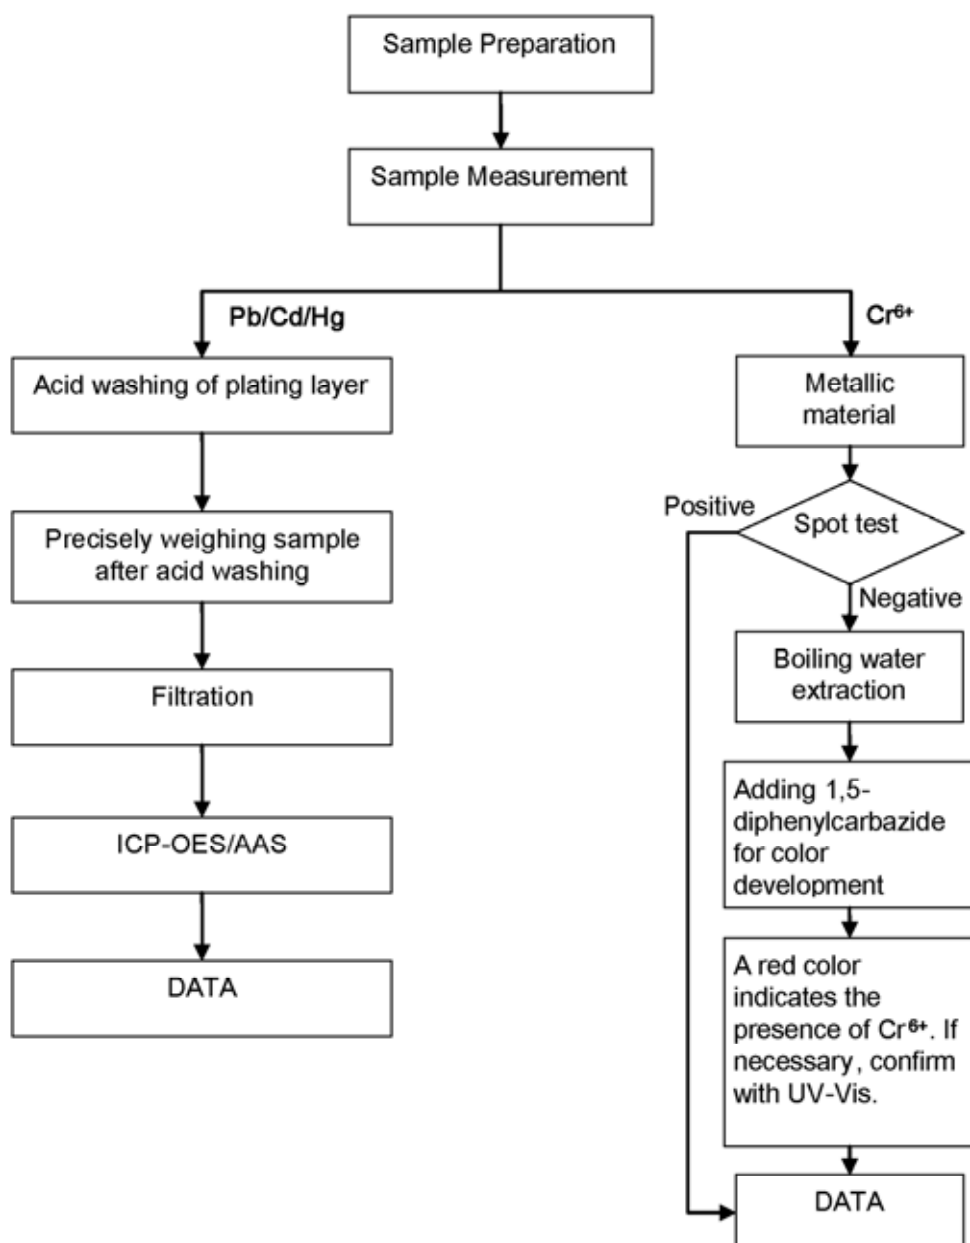 Sample Preparation
Sample Measurement
Pb/Cd/Hg
Acid washing of plating layer
Precisely weighing sample
after acid washing
Filtration
ICP-OES/AAS
DATA
Cr⁶⁺
Metallic
material
Spot test
Positive
Negative
Boiling water
extraction
Adding 1,5-
diphenylcarbazide
for color
development
A red color
indicates the
presence of Cr⁶⁺. If
necessary, confirm
with UV-Vis.
DATA